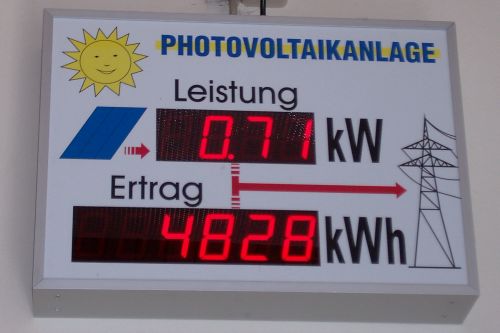 PHOTOVOLTAIKANLAGE
Leistung
0.71 kW
Ertrag
4828 kWh